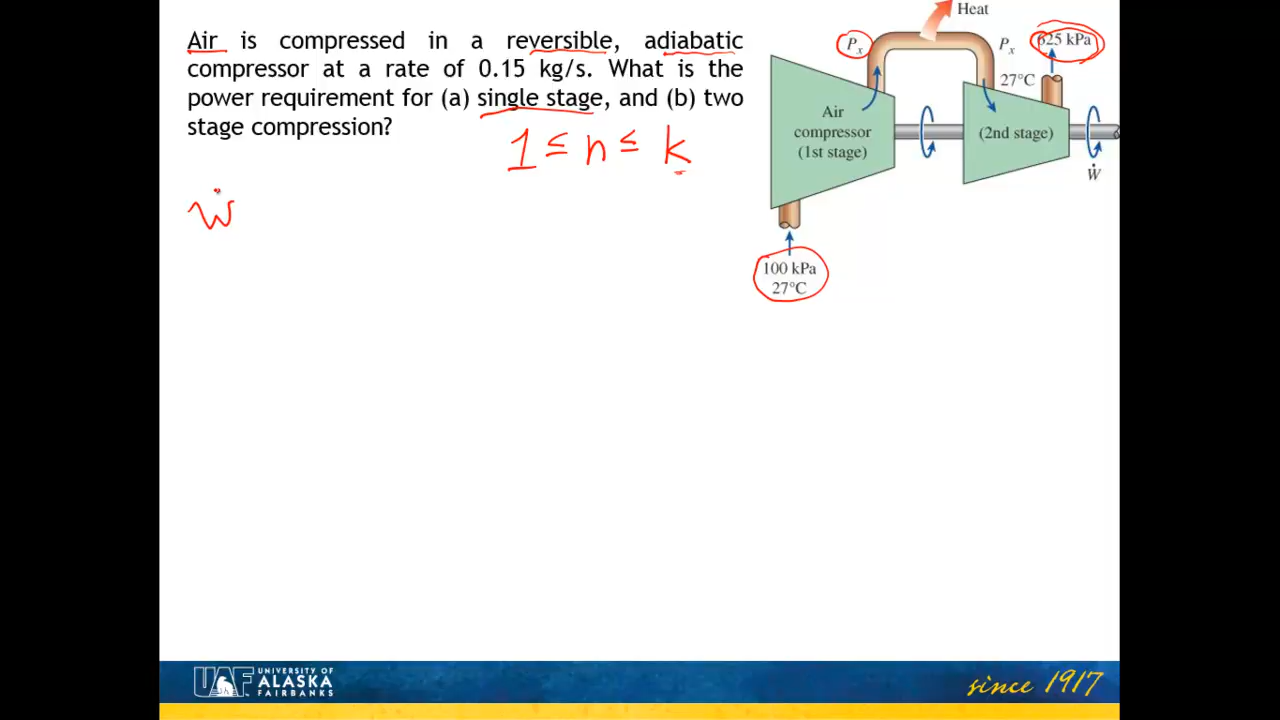 Air is compressed in a reversible, adiabatic
compressor at a rate of 0.15 kg/s. What is the
power requirement for (a) single stage, and (b) two
stage compression?
1 ≤ n ≤ k
Ẇ
Heat
Pₓ
Pₓ
625 kPa
27°C
Air
compressor
(1st stage)
(2nd stage)
Ẇ
100 kPa
27°C
UAF UNIVERSITY OF
ALASKA
FAIRBANKS
since 1917